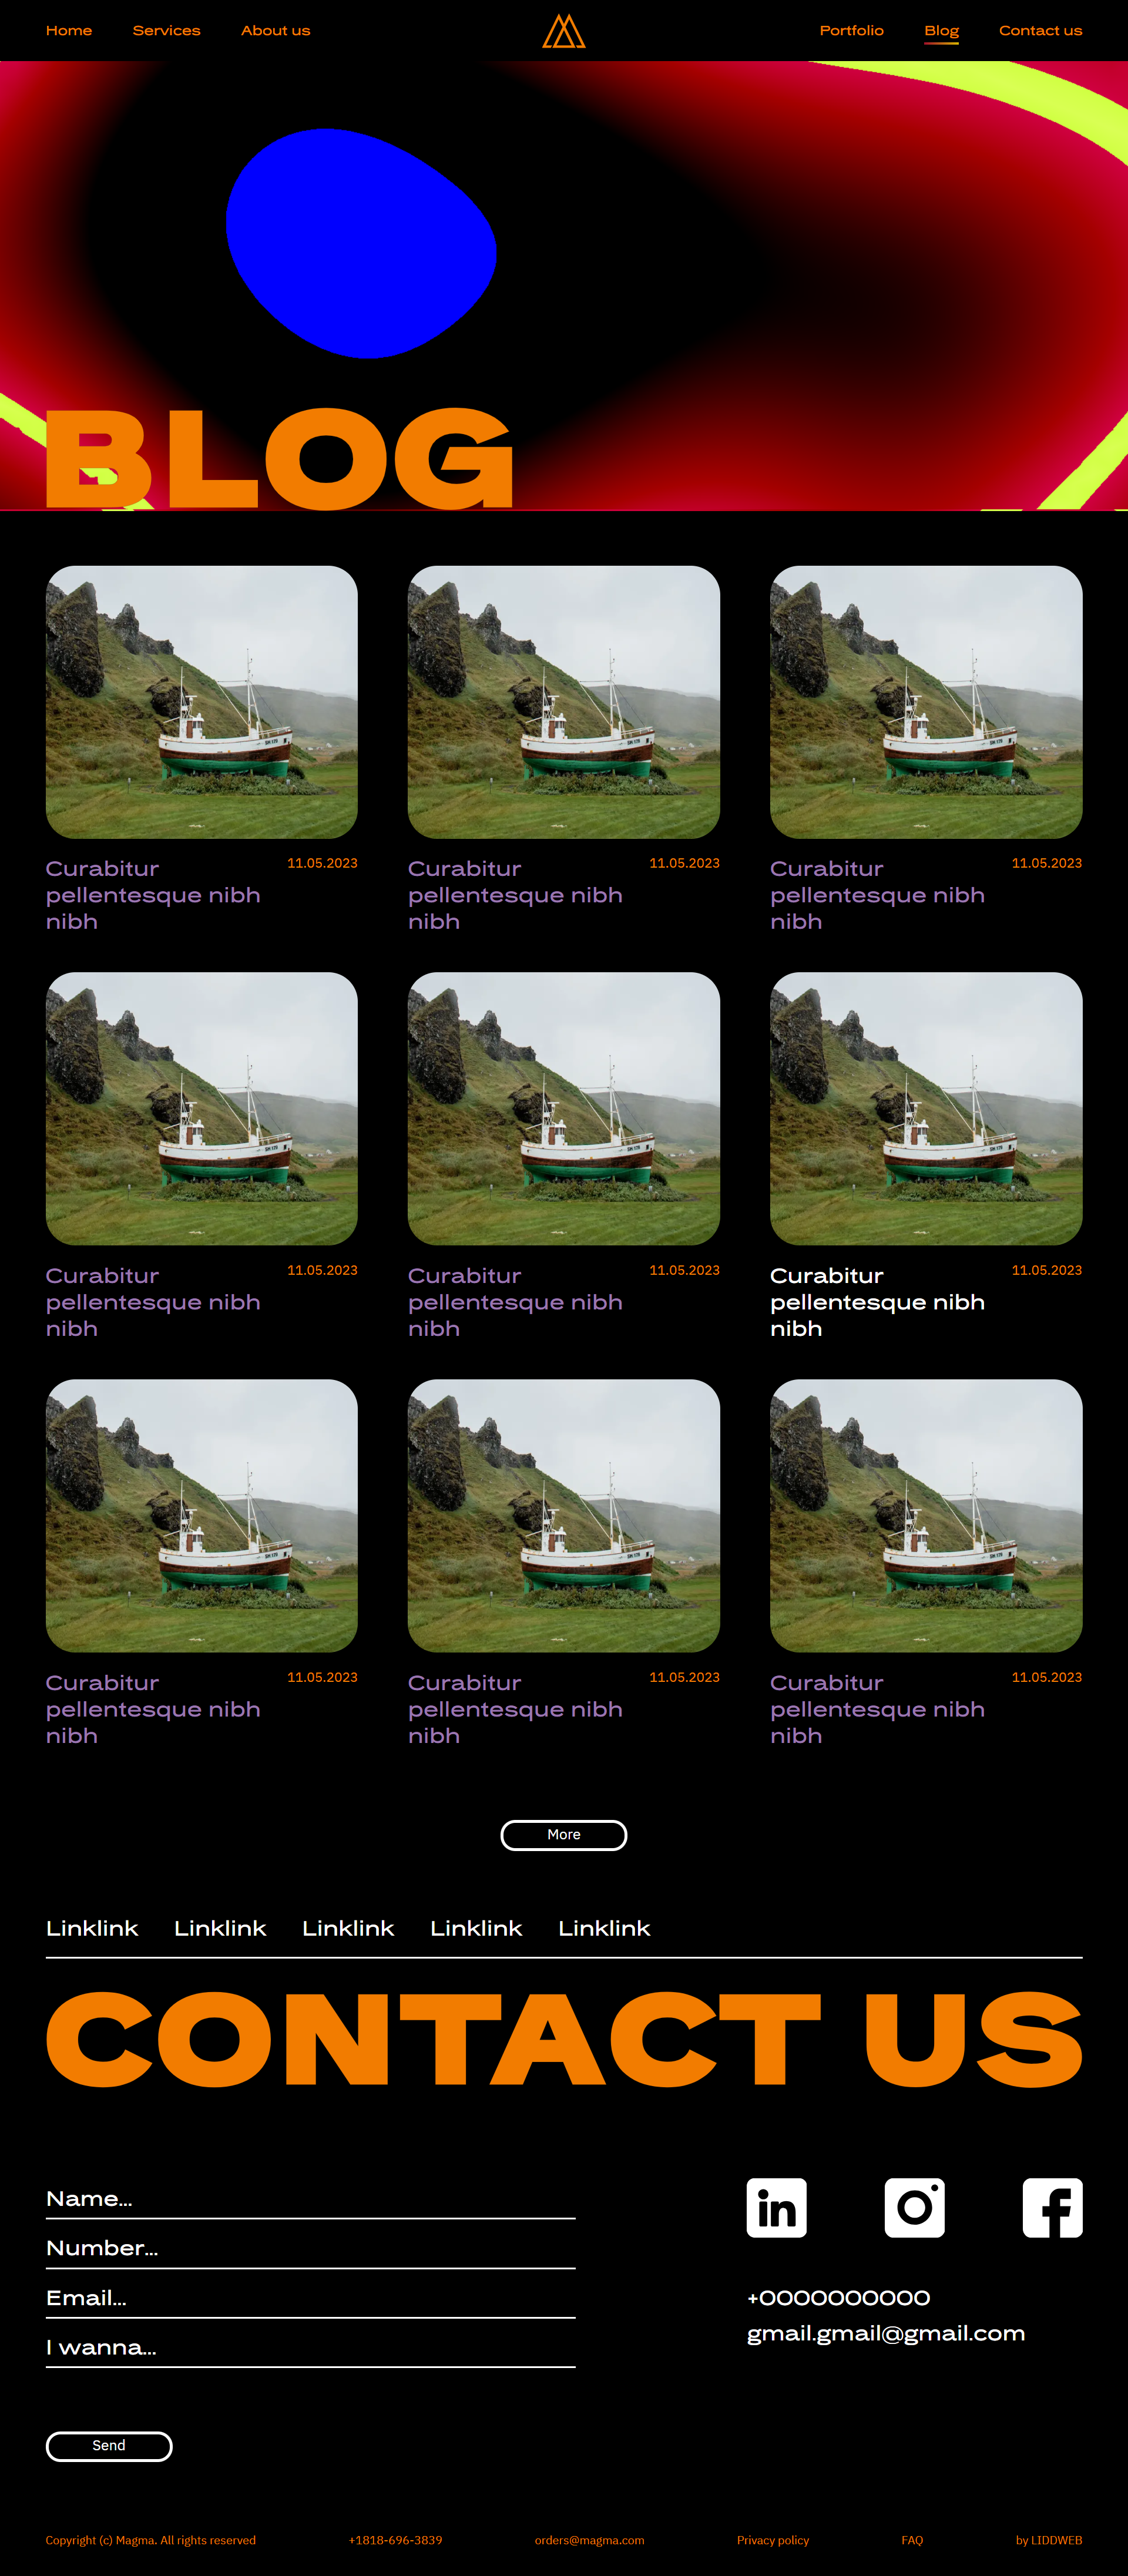 Home Services About us Portfolio Blog Contact us
BLOG
11.05.2023 11.05.2023 11.05.2023
Curabitur Curabitur Curabitur
pellentesque nibh pellentesque nibh pellentesque nibh
nibh nibh nibh
11.05.2023 11.05.2023 11.05.2023
Curabitur Curabitur Curabitur
pellentesque nibh pellentesque nibh pellentesque nibh
nibh nibh nibh
11.05.2023 11.05.2023 11.05.2023
Curabitur Curabitur Curabitur
pellentesque nibh pellentesque nibh pellentesque nibh
nibh nibh nibh
More
Linklink Linklink Linklink Linklink Linklink
CONTACT US
Name...
Number...
Email...
I wanna...
in
+0000000000
gmail.gmail@gmail.com
Send
Copyright (c) Magma. All rights reserved +1818-696-3839 orders@magma.com Privacy policy FAQ by LIDDWEB